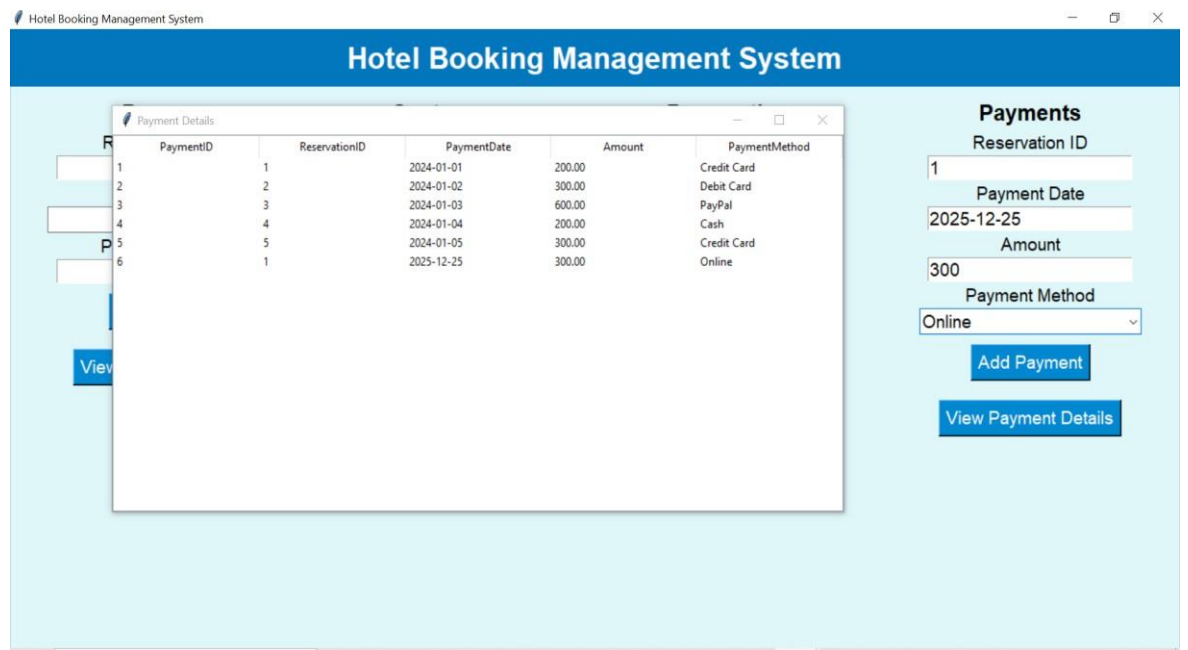 Hotel Booking Management System
Hotel Booking Management System
Payment Details
PaymentID ReservationID PaymentDate Amount PaymentMethod
1 1 2024-01-01 200.00 Credit Card
2 2 2024-01-02 300.00 Debit Card
3 3 2024-01-03 600.00 PayPal
4 4 2024-01-04 200.00 Cash
5 5 2024-01-05 300.00 Credit Card
6 1 2025-12-25 300.00 Online
View
Payments
Reservation ID
1
Payment Date
2025-12-25
Amount
300
Payment Method
Online
Add Payment
View Payment Details